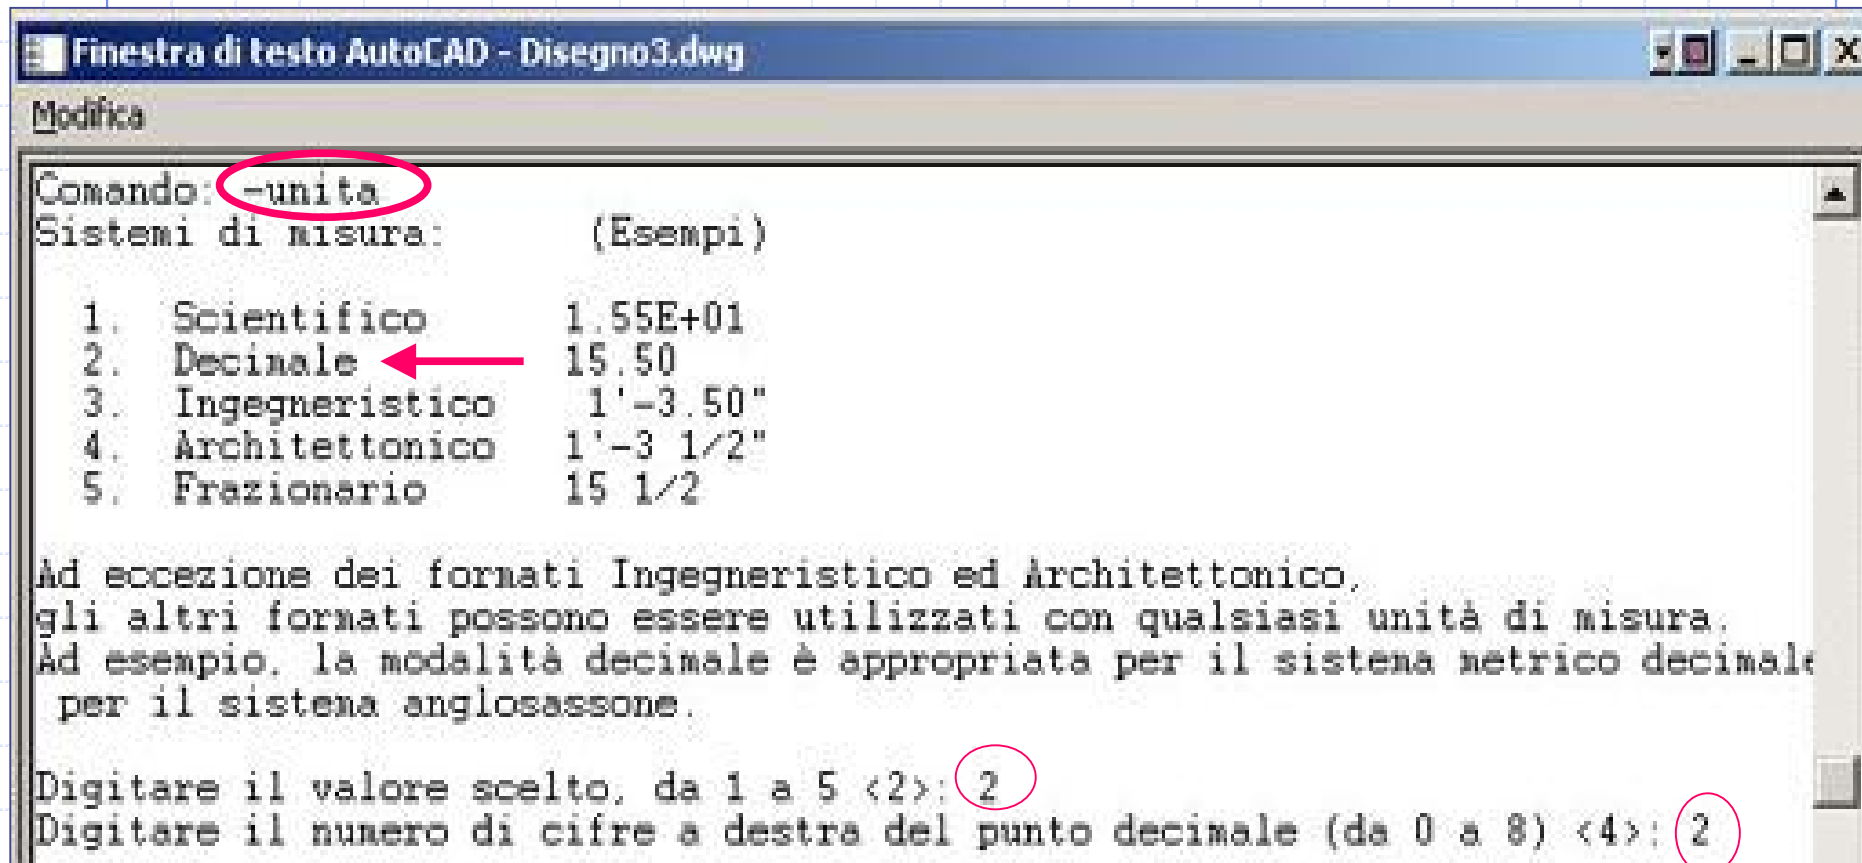 Finestra di testo AutoCAD - Disegno3.dwg
Modifica
Comando: -unita
Sistemi di misura: (Esempi)
1. Scientifico 1.55E+01
2. Decimale 15.50
3. Ingegneristico 1'-3.50"
4. Architettonico 1'-3 1/2"
5. Frazionario 15 1/2
Ad eccezione dei formati Ingegneristico ed Architettonico,
gli altri formati possono essere utilizzati con qualsiasi unità di misura.
Ad esempio, la modalità decimale è appropriata per il sistema metrico decimale
per il sistema anglosassone.
Digitare il valore scelto, da 1 a 5 <2>: 2
Digitare il numero di cifre a destra del punto decimale (da 0 a 8) <4>: 2